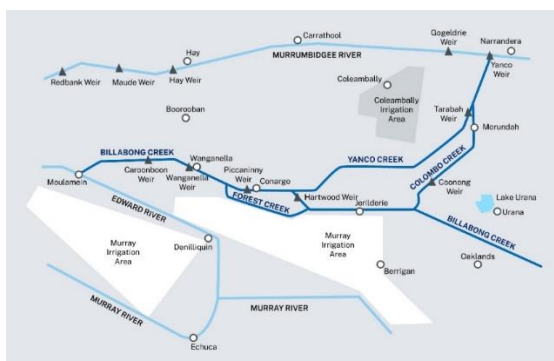 Carrathool
Gogeldrie
Weir
Narrandera
Hay
MURRUMBIDGEE RIVER
Yanco
Weir
Redbank Weir
Maude Weir
Hay Weir
Coleambally
Coleambally
Irrigation
Area
Tarabah
Weir
Boorooban
Morundah
BILLABONG CREEK
Wanganella
YANCO CREEK
COLOMBO CREEK
Caroonboon
Weir
Wanganella
Weir
Piccaninny
Weir
Conargo
Coonong
Weir
Moulamein
Hartwood Weir
Lake Urana
FOREST CREEK
Jerilderie
Urana
EDWARD RIVER
BILLABONG CREEK
Murray
Irrigation
Area
Deniliquin
Murray
Irrigation
Area
Berrigan
Oaklands
MURRAY RIVER
MURRAY RIVER
Echuca